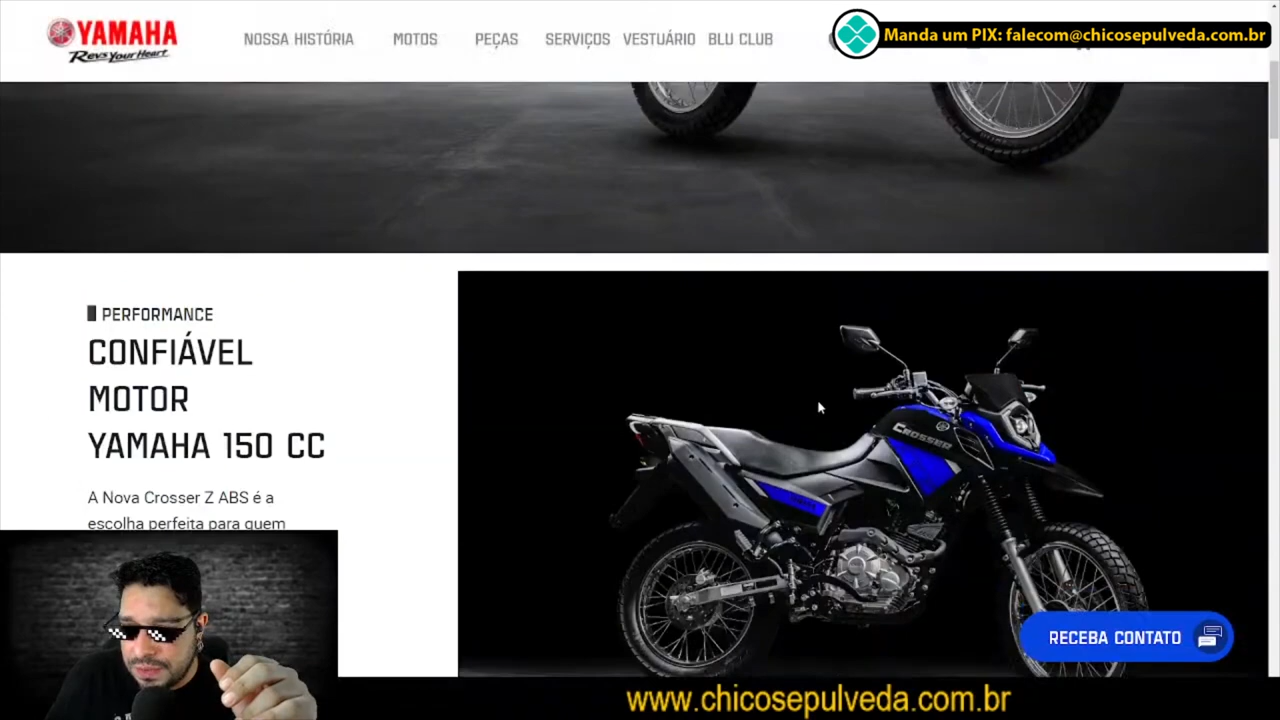 YAMAHA
Revs Your Heart
NOSSA HISTÓRIA MOTOS PEÇAS SERVIÇOS VESTUÁRIO BLU CLUB
Manda um PIX: falecom@chicosepulveda.com.br
PERFORMANCE
CONFIÁVEL
MOTOR
YAMAHA 150 CC
A Nova Crosser Z ABS é a
escolha perfeita para quem
CROSSER
RECEBA CONTATO
www.chicosepulveda.com.br